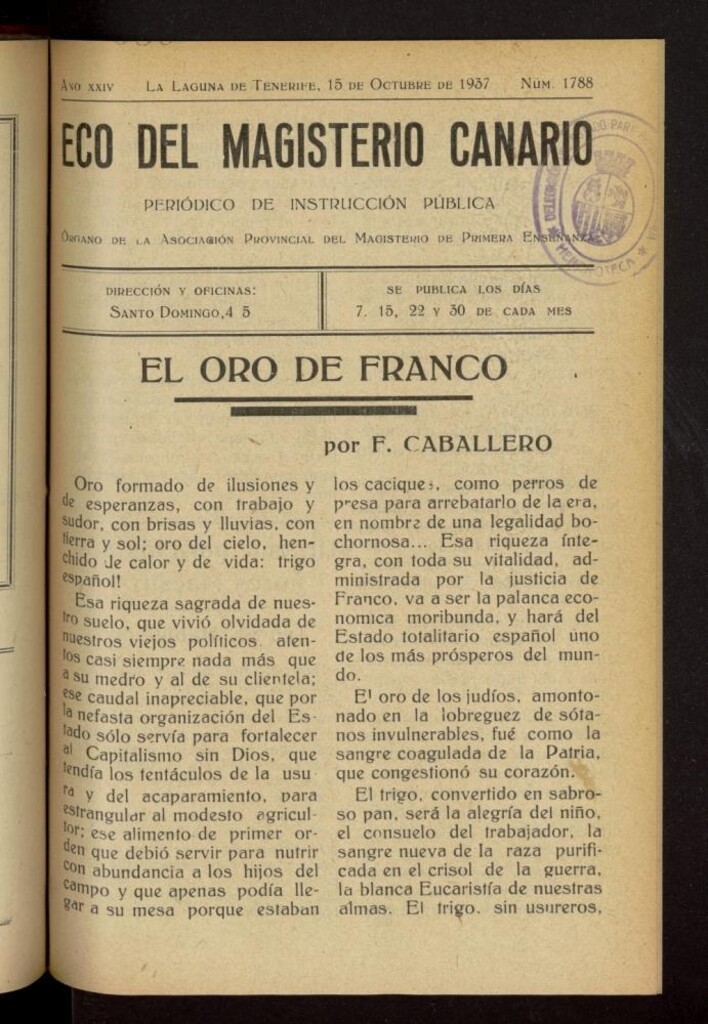 Año XXIV La Laguna de Tenerife, 15 de Octubre de 1937 Núm. 1788
ECO DEL MAGISTERIO CANARIO
PERIÓDICO DE INSTRUCCIÓN PÚBLICA
Órgano de la Asociación Provincial del Magisterio de Primera Enseñanza
DIRECCIÓN Y OFICINAS:
Santo Domingo, 4 5
SE PUBLICA LOS DÍAS
7. 15, 22 y 30 DE CADA MES
EL ORO DE FRANCO
por F. CABALLERO
Oro formado de ilusiones y
de esperanzas, con trabajo y
sudor, con brisas y lluvias, con
tierra y sol; oro del cielo, hen-
chido de calor y de vida: trigo
español!
Esa riqueza sagrada de nues-
tro suelo, que vivió olvidada de
nuestros viejos políticos aten-
tos casi siempre nada más que
a su medro y al de su clientela;
ese caudal inapreciable, que por
la nefasta organización del Es-
tado sólo servía para fortalecer
al Capitalismo sin Dios, que
tendía los tentáculos de la usu
ra y del acaparamiento, para
estrangular al modesto agricul-
tor; ese alimento de primer or-
den que debió servir para nutrir
con abundancia a los hijos del
campo y que apenas podía lle-
gar a su mesa porque estaban
los caciques, como perros de
presa para arrebatarlo de la era,
en nombre de una legalidad bo-
chornosa... Esa riqueza ínte-
gra, con toda su vitalidad, ad-
ministrada por la justicia de
Franco, va a ser la palanca eco-
nomica moribunda, y hará del
Estado totalitario español uno
de los más prósperos del mun-
do.
El oro de los judíos, amonto-
nado en la lobreguez de sóta-
nos invulnerables, fué como la
sangre coagulada de la Patria,
que congestionó su corazón.
El trigo, convertido en sabro-
so pan, será la alegría del niño,
el consuelo del trabajador, la
sangre nueva de la raza purifi-
cada en el crisol de la guerra,
la blanca Eucaristía de nuestras
almas. El trigo. sin usureros,